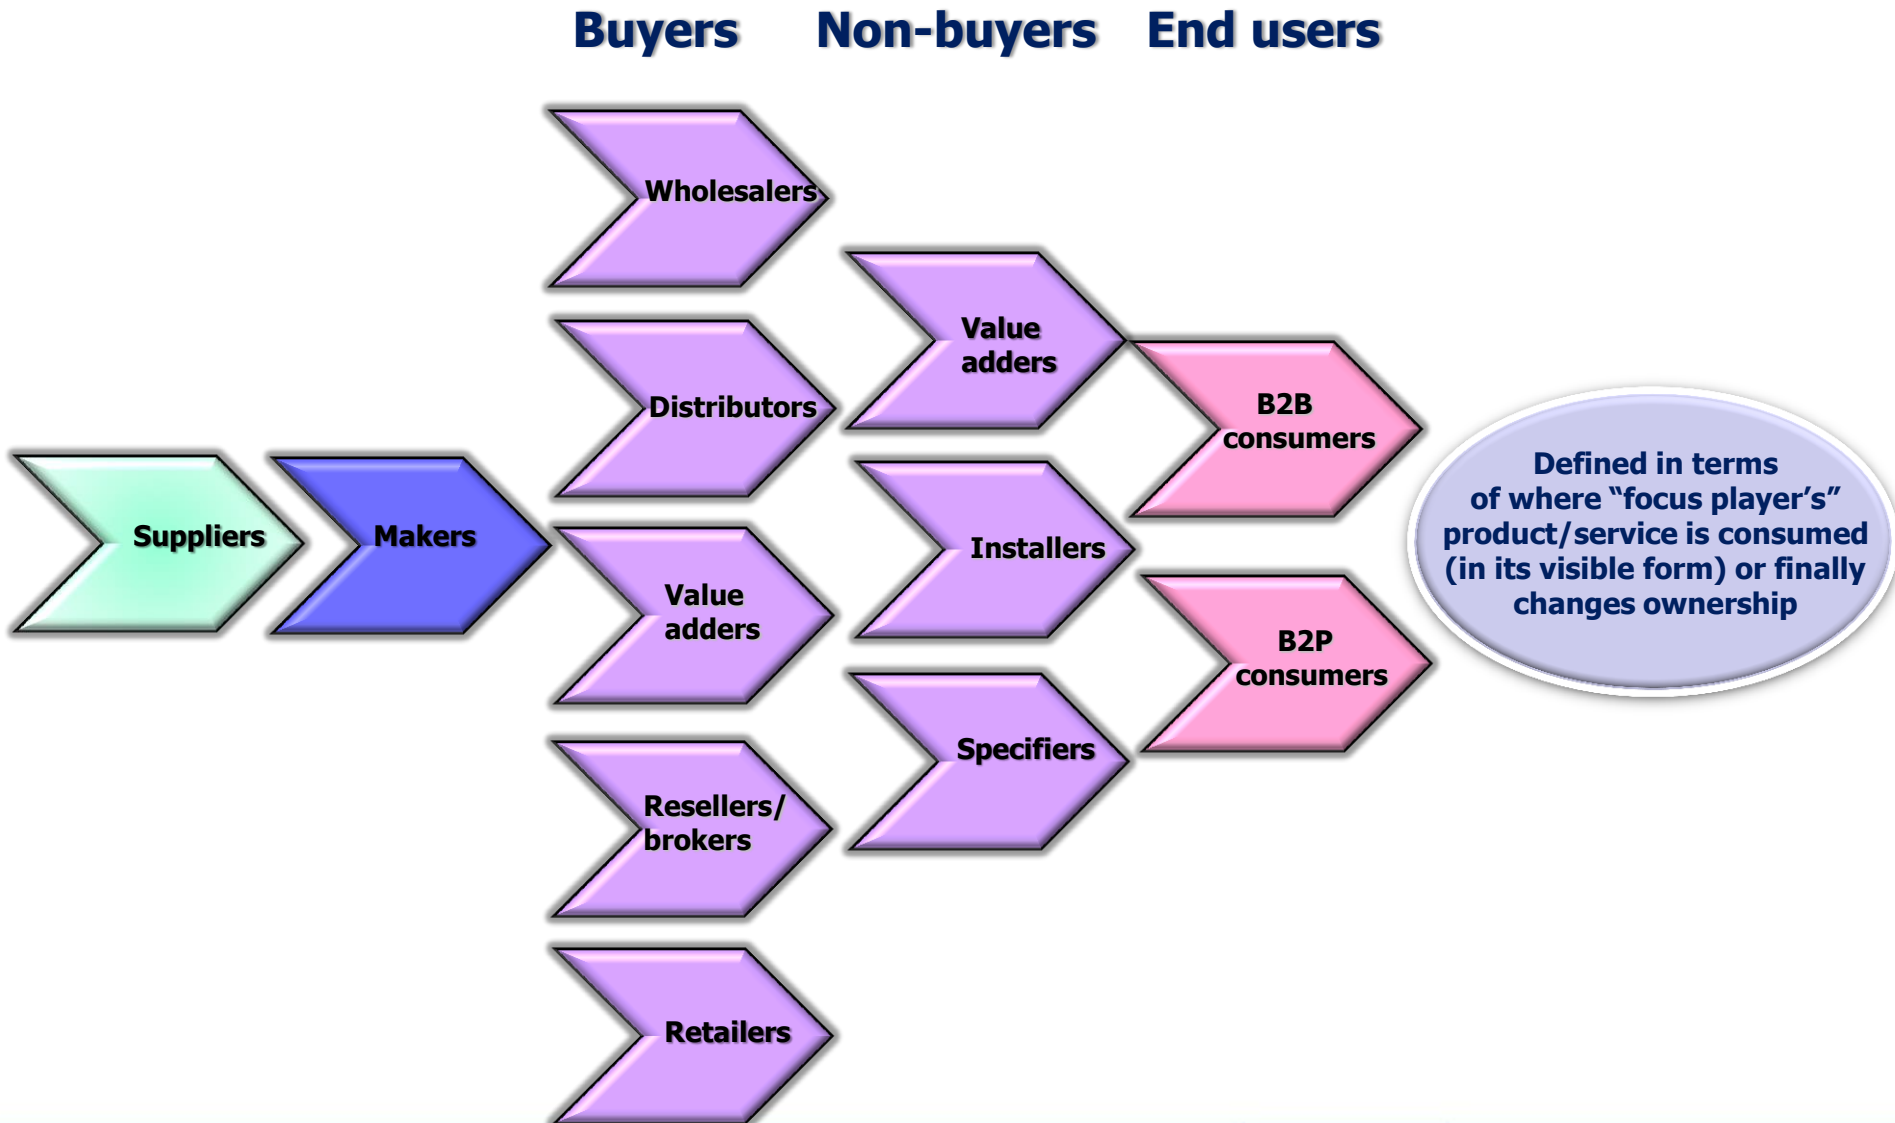 Buyers
Non-buyers
End users
Wholesalers
Distributors
Suppliers
Makers
Value
adders
Resellers/
brokers
Retailers
Value
adders
Installers
Specifiers
B2B
consumers
B2P
consumers
Defined in terms
of where “focus player’s”
product/service is consumed
(in its visible form) or finally
changes ownership